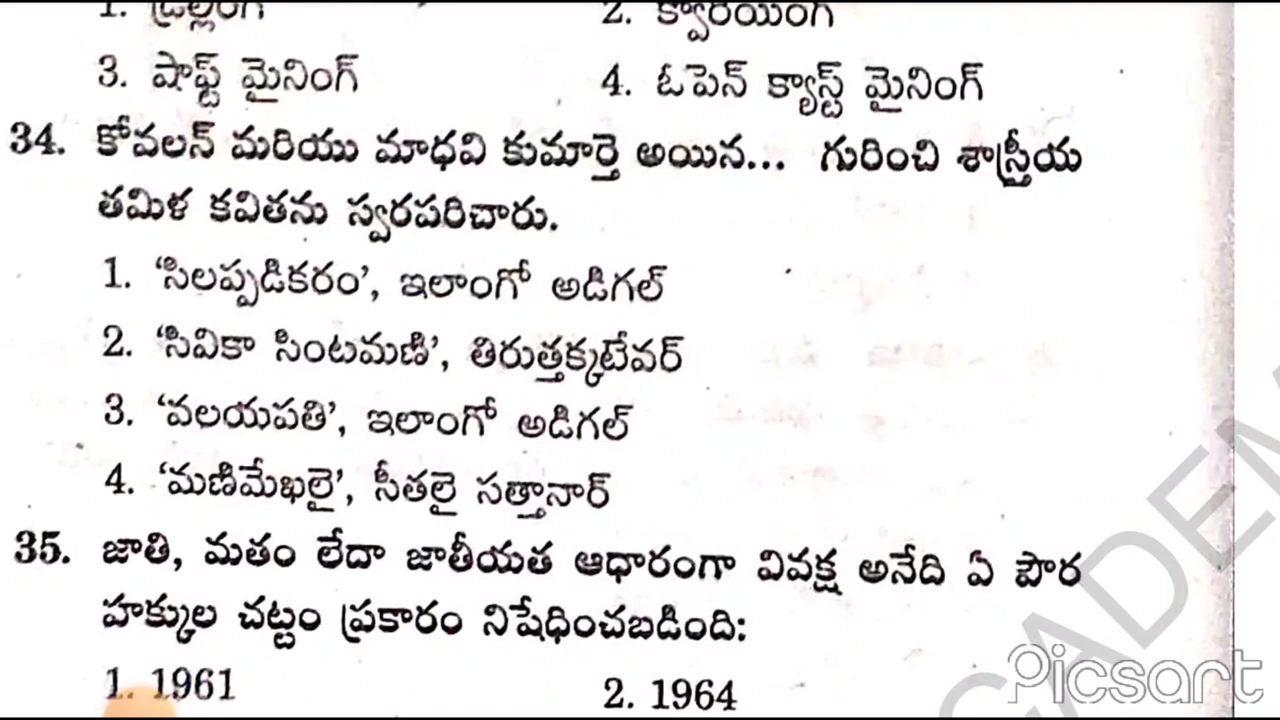 1. డ్రిల్లింగ్ 2. క్వారీయింగ్
3. షాఫ్ట్ మైనింగ్ 4. ఓపెన్ క్యాస్ట్ మైనింగ్
34. కోవలన్ మరియు మాధవి కుమార్తె అయిన... గురించి శాస్త్రీయ
తమిళ కవితను స్వరపరిచారు.
1. ‘సిలప్పడికరం’, ఇలాంగో అడిగల్
2. ‘సివికా సింటమణి’, తిరుత్తక్కటేవర్
3. ‘వలయపతి’, ఇలాంగో అడిగల్
4. ‘మణిమేఖలై’, సీతలై సత్తానార్
35. జాతి, మతం లేదా జాతీయత ఆధారంగా వివక్ష అనేది ఏ పౌర
హక్కుల చట్టం ప్రకారం నిషేధించబడింది:
1. 1961 2. 1964
Picsart